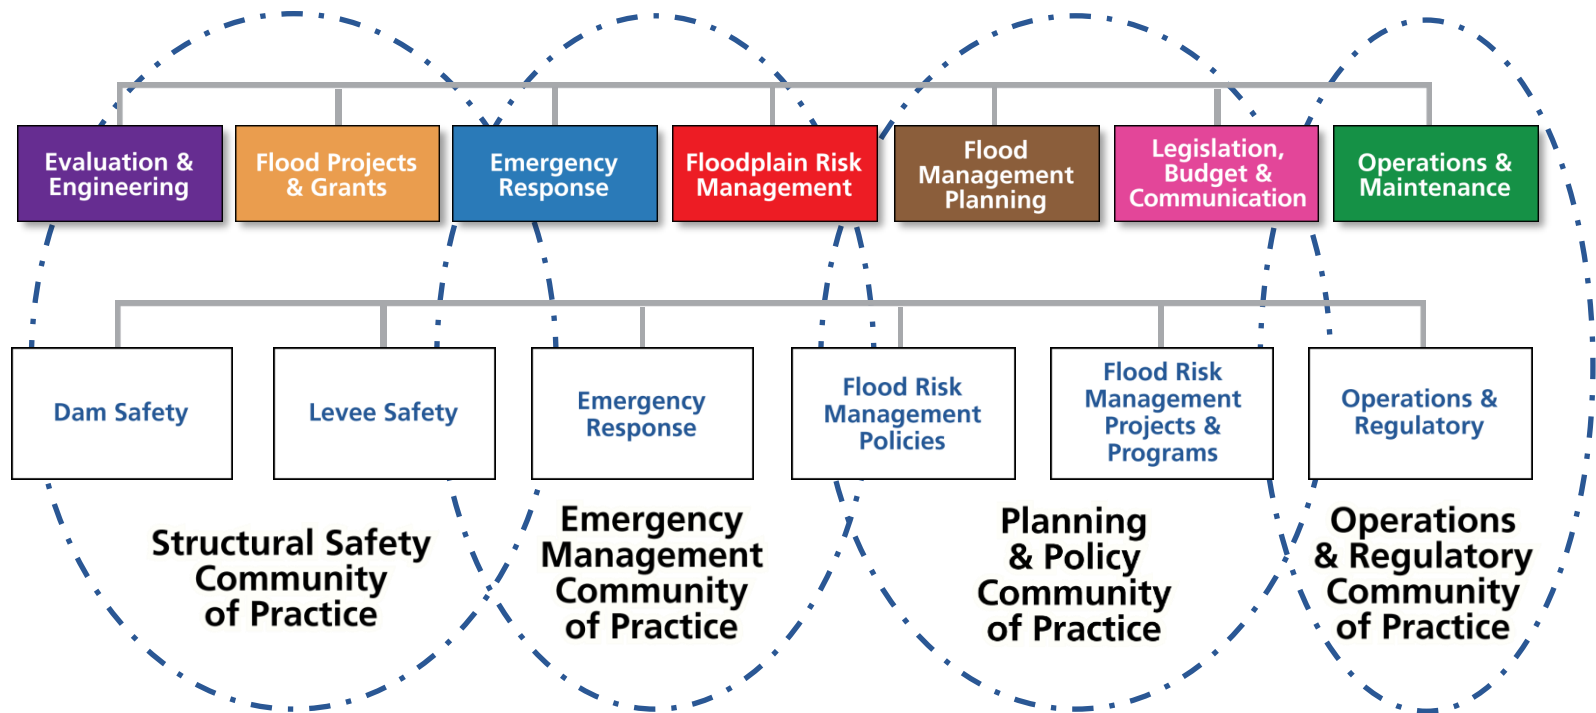 Evaluation &
Engineering
Flood Projects
& Grants
Emergency
Response
Floodplain Risk
Management
Flood
Management
Planning
Legislation,
Budget &
Communication
Operations &
Maintenance
Dam Safety
Levee Safety
Emergency
Response
Flood Risk
Management
Policies
Flood Risk
Management
Projects &
Programs
Operations &
Regulatory
Structural Safety
Community
of Practice
Emergency
Management
Community
of Practice
Planning
& Policy
Community
of Practice
Operations
& Regulatory
Community
of Practice